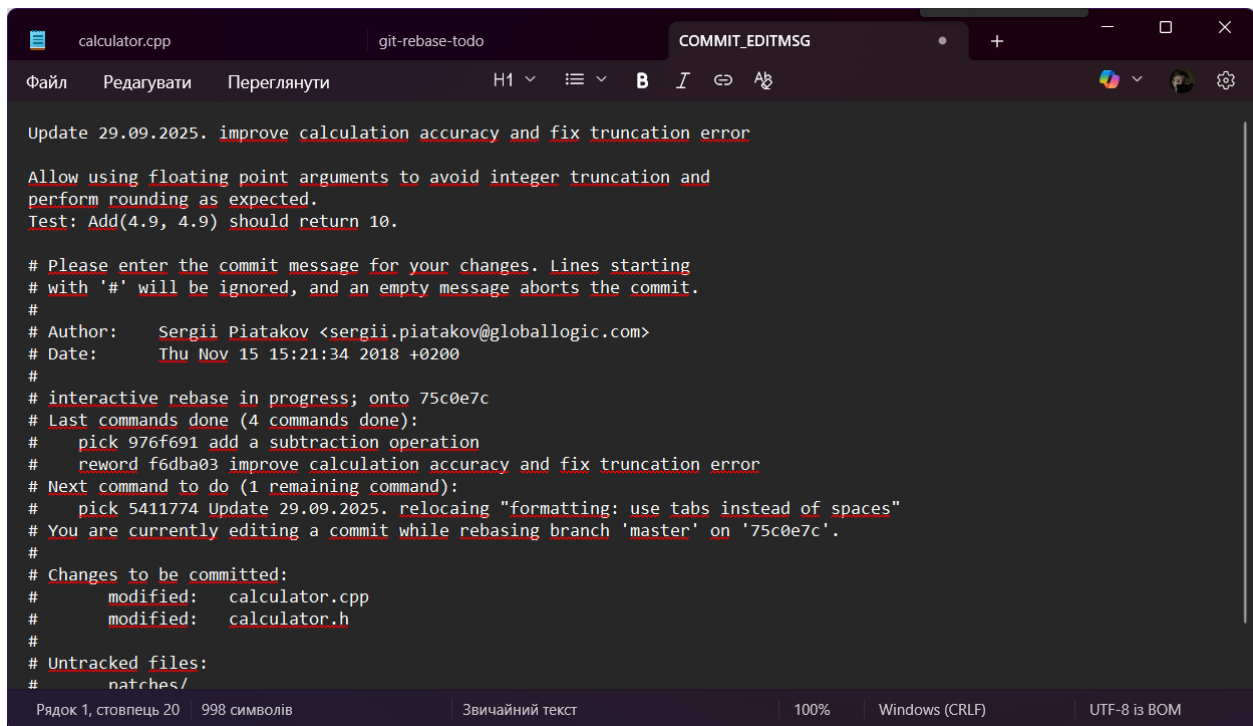 calculator.cpp git-rebase-todo COMMIT_EDITMSG
Файл Редагувати Переглянути H1 B I
Update 29.09.2025. improve calculation accuracy and fix truncation error
Allow using floating point arguments to avoid integer truncation and
perform rounding as expected.
Test: Add(4.9, 4.9) should return 10.
# Please enter the commit message for your changes. Lines starting
# with '#' will be ignored, and an empty message aborts the commit.
#
# Author:    Sergii Piatakov <sergii.piatakov@globallogic.com>
# Date:      Thu Nov 15 15:21:34 2018 +0200
#
# interactive rebase in progress; onto 75c0e7c
# Last commands done (4 commands done):
#    pick 976f691 add a subtraction operation
#    reword f6dba03 improve calculation accuracy and fix truncation error
# Next command to do (1 remaining command):
#    pick 5411774 Update 29.09.2025. relocaing "formatting: use tabs instead of spaces"
# You are currently editing a commit while rebasing branch 'master' on '75c0e7c'.
#
# Changes to be committed:
#       modified:   calculator.cpp
#       modified:   calculator.h
#
# Untracked files:
#       patches/
Рядок 1, стовпець 20 998 символів Звичайний текст 100% Windows (CRLF) UTF-8 із BOM